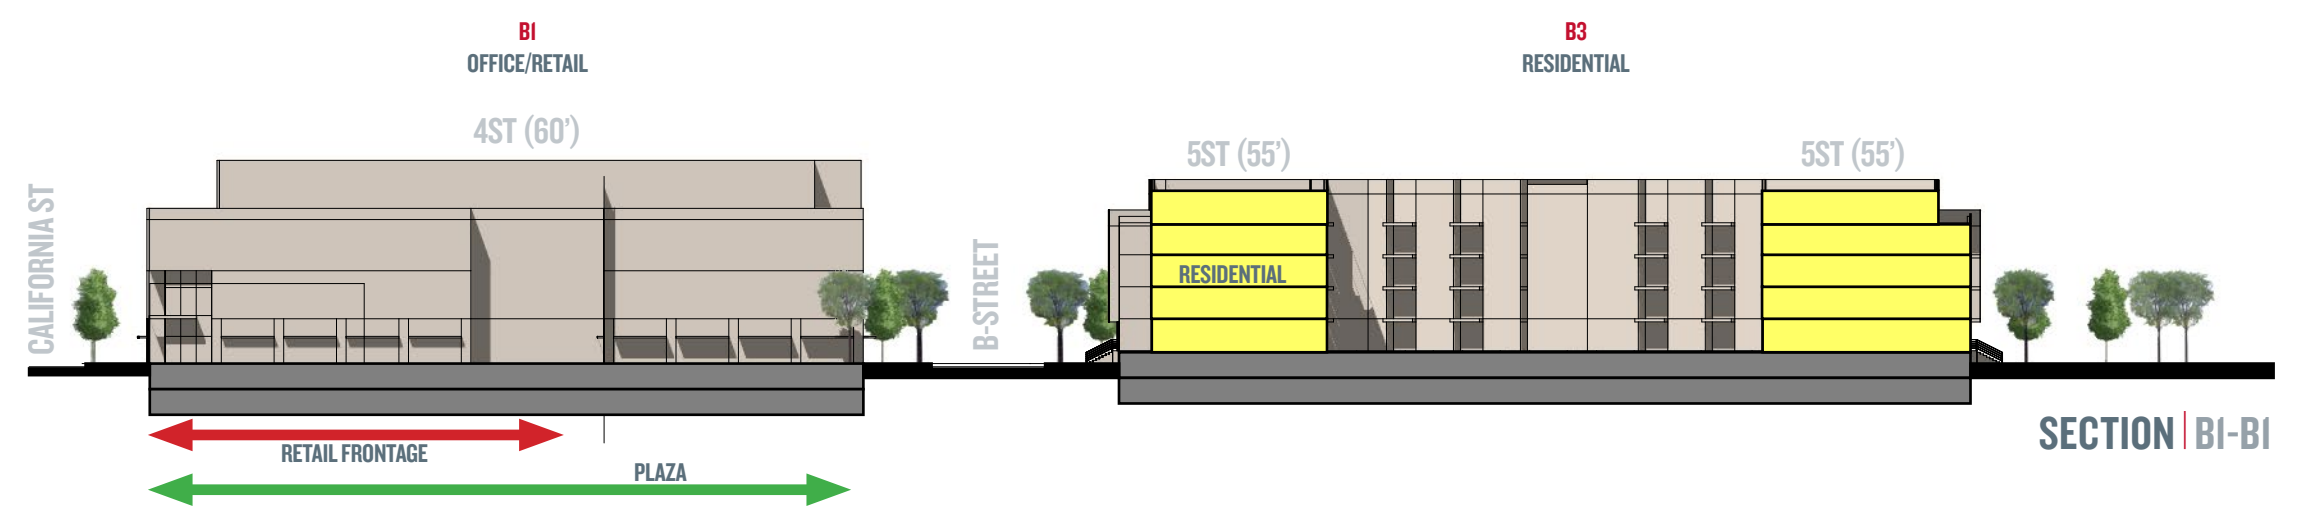 B1
OFFICE/RETAIL
4ST (60')
CALIFORNIA ST
B-STREET
B3
RESIDENTIAL
5ST (55')
5ST (55')
RESIDENTIAL
RETAIL FRONTAGE
PLAZA
SECTION | B1-B1